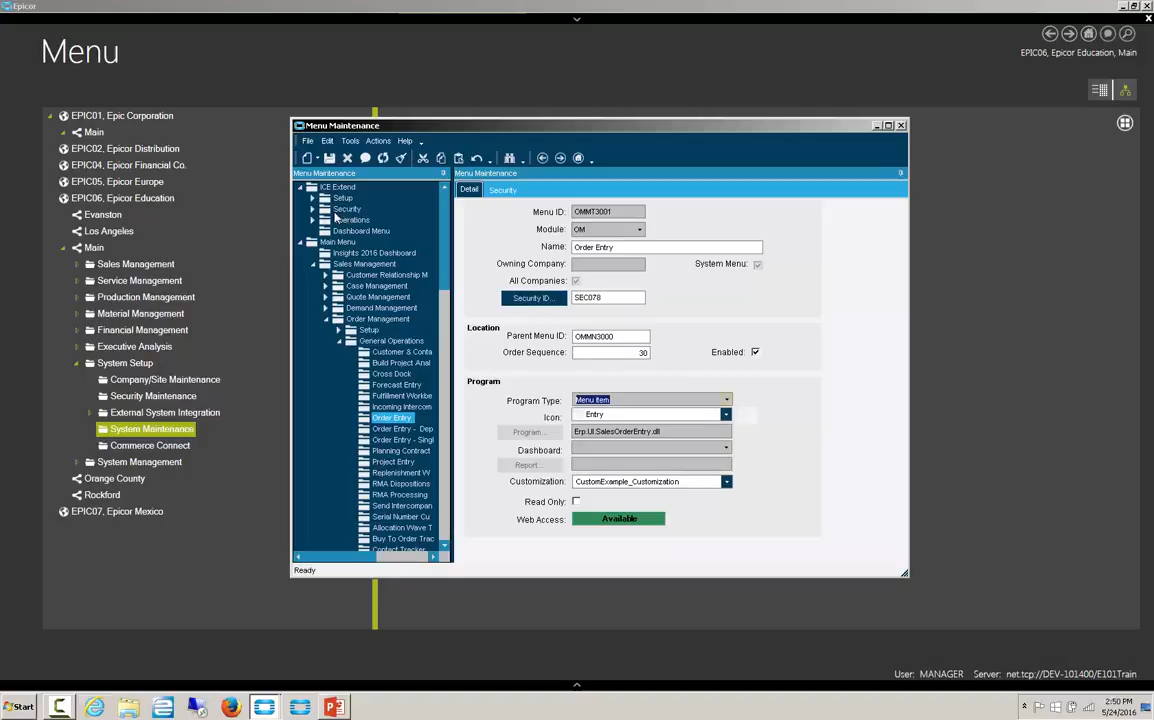 Epicor
Menu
EPIC06, Epicor Education, Main
EPIC01, Epic Corporation
Main
EPIC02, Epicor Distribution
EPIC04, Epicor Financial Co.
EPIC05, Epicor Europe
EPIC06, Epicor Education
Evanston
Los Angeles
Main
Sales Management
Service Management
Production Management
Material Management
Financial Management
Executive Analysis
System Setup
Company/Site Maintenance
Security Maintenance
External System Integration
System Maintenance
Commerce Connect
System Management
Orange County
Rockford
EPIC07, Epicor Mexico
Menu Maintenance
File Edit Tools Actions Help
Menu Maintenance
ICE Extend
Setup
Security
Operations
Dashboard Menu
Main Menu
Insights 2016 Dashboard
Sales Management
Customer Relationship M
Case Management
Quote Management
Demand Management
Order Management
Setup
General Operations
Customer & Conta
Build Project Anal
Cross Dock
Forecast Entry
Fulfillment Workbe
Incoming Intercom
Order Entry
Order Entry - Dep
Order Entry - Singl
Planning Contract
Project Entry
Replenishment W
RMA Dispositions
RMA Processing
Send Intercompan
Serial Number Cu
Allocation Wave T
Buy To Order Trac
Contact Tracker
Menu Maintenance
Detail Security
Menu ID: OMMT3001
Module: OM
Name: Order Entry
Owning Company: System Menu:
All Companies:
Security ID... SEC078
Location
Parent Menu ID: OMMN3000
Order Sequence: 30 Enabled:
Program
Program Type: Menu Item
Icon: Entry
Program... Erp.UI.SalesOrderEntry.dll
Dashboard:
Report...
Customization: CustomExample_Customization
Read Only:
Web Access: Available
Ready
User: MANAGER Server: net.tcp://DEV-101400/E101Train
Start
2:50 PM
5/24/2016